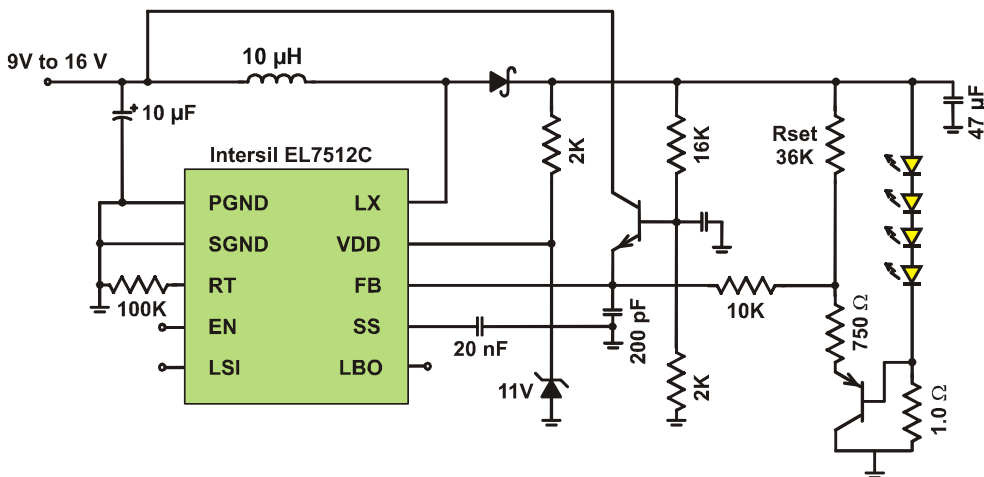 9V to 16 V
10 µH
10 µF
47 µF
2K
16K
Rset
36K
Intersil EL7512C
PGND
LX
SGND
VDD
RT
FB
100K
10K
EN
SS
20 nF
200 pF
750 Ω
LSI
LBO
11V
2K
1.0 Ω